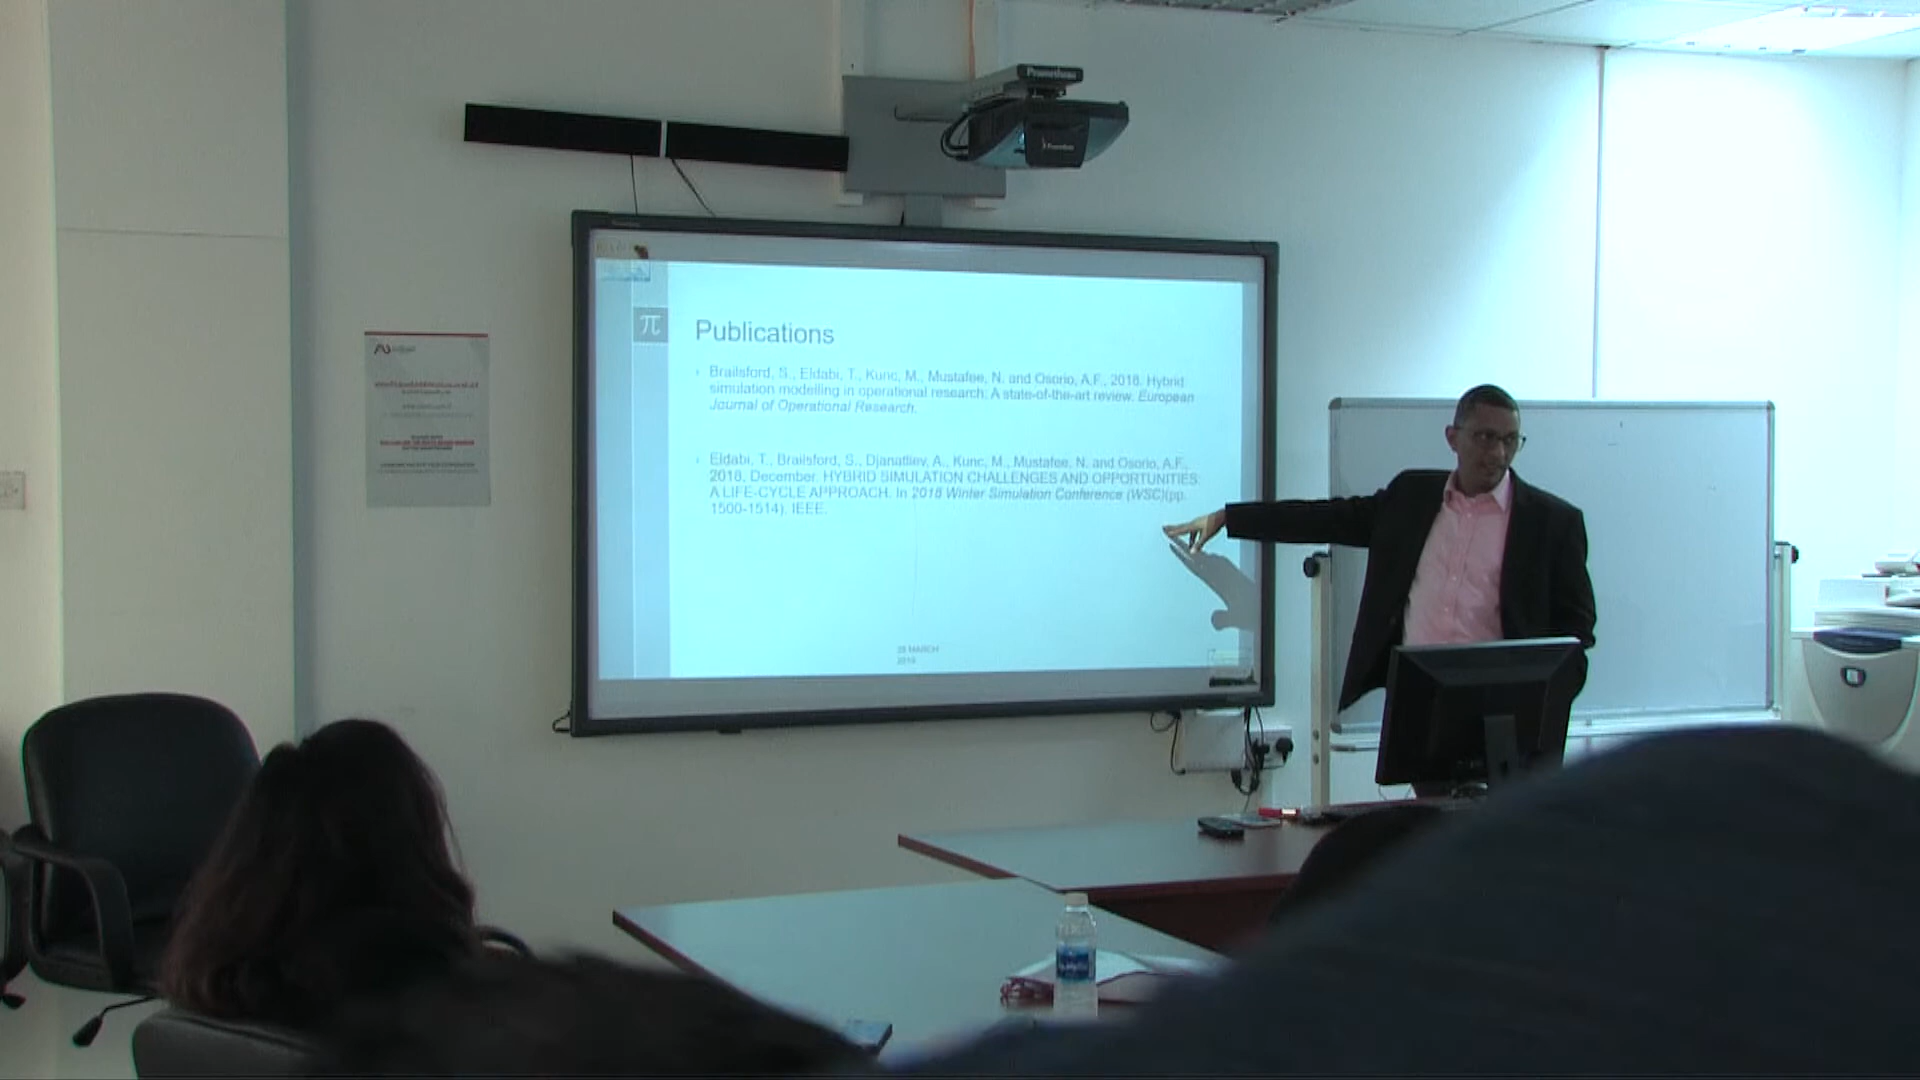 Promethean
π
Publications
Brailsford, S., Eldabi, T., Kunc, M., Mustafee, N. and Osorio, A.F., 2018. Hybrid
simulation modelling in operational research: A state-of-the-art review. European
Journal of Operational Research.
Eldabi, T., Brailsford, S., Djanatliev, A., Kunc, M., Mustafee, N. and Osorio, A.F.,
2018, December. HYBRID SIMULATION CHALLENGES AND OPPORTUNITIES:
A LIFE-CYCLE APPROACH. In 2018 Winter Simulation Conference (WSC)(pp.
1500-1514). IEEE.
MARCH
2019